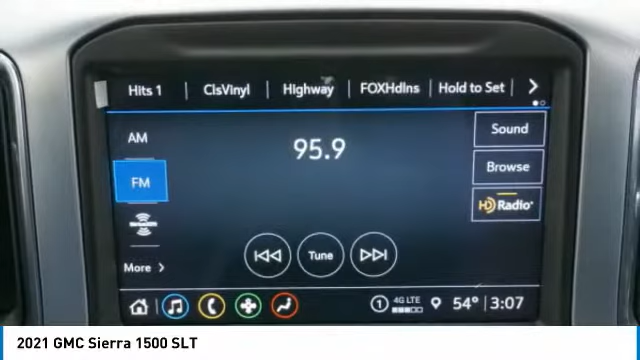 Hits 1 ClsVinyl Highway FOXHdlns Hold to Set
AM
95.9
Sound
FM
Browse
HD Radio
Tune
More
1 4G LTE 54° 3:07
2021 GMC Sierra 1500 SLT